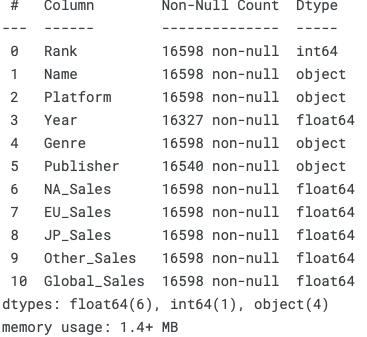 #   Column        Non-Null Count  Dtype
---  ------        --------------  -----
 0   Rank          16598 non-null  int64
 1   Name          16598 non-null  object
 2   Platform      16598 non-null  object
 3   Year          16327 non-null  float64
 4   Genre         16598 non-null  object
 5   Publisher     16540 non-null  object
 6   NA_Sales      16598 non-null  float64
 7   EU_Sales      16598 non-null  float64
 8   JP_Sales      16598 non-null  float64
 9   Other_Sales   16598 non-null  float64
 10  Global_Sales  16598 non-null  float64
dtypes: float64(6), int64(1), object(4)
memory usage: 1.4+ MB